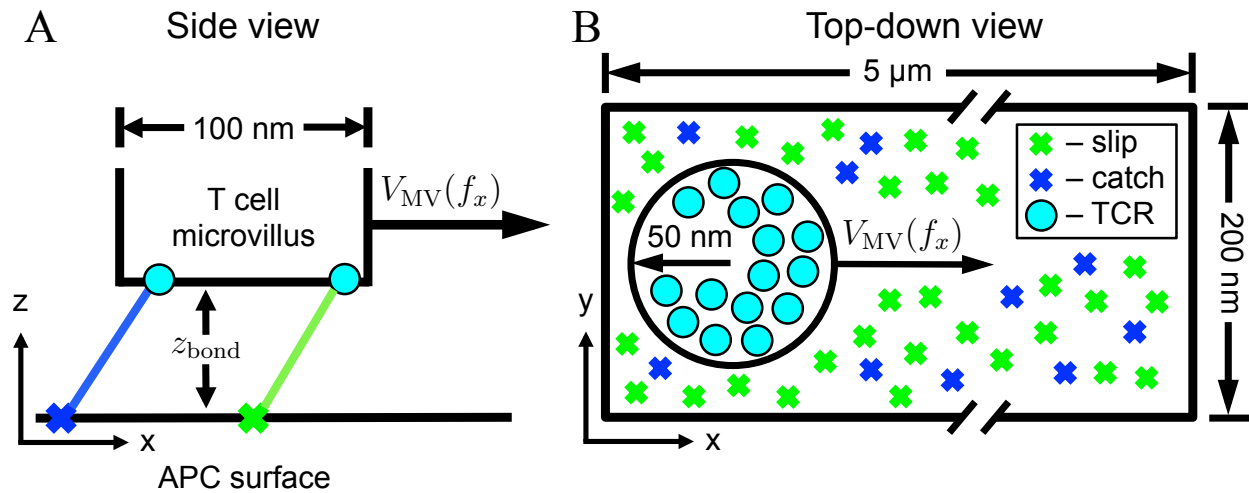 A Side view
100 nm
T cell
microvillus
V_MV(f_x)
z_bond
z
x
APC surface
B Top-down view
5 μm
– slip
– catch
– TCR
50 nm
V_MV(f_x)
200 nm
y
x